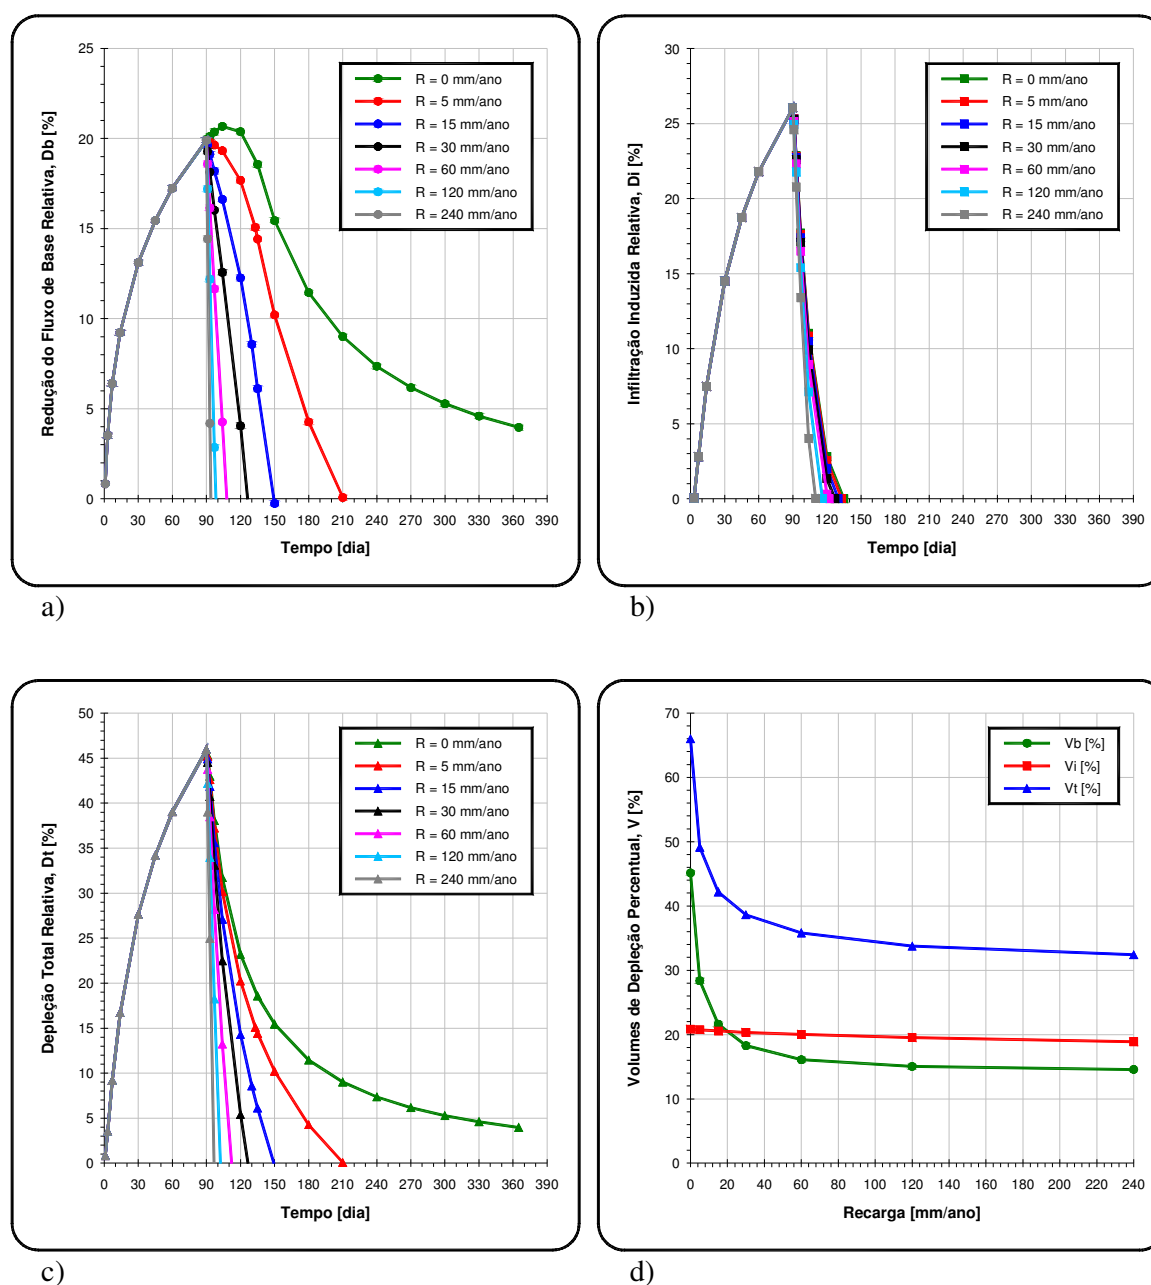 25
20
15
10
5
0
0 30 60 90 120 150 180 210 240 270 300 330 360 390
Redução do Fluxo de Base Relativa, Db [%]
Tempo [dia]
R = 0 mm/ano
R = 5 mm/ano
R = 15 mm/ano
R = 30 mm/ano
R = 60 mm/ano
R = 120 mm/ano
R = 240 mm/ano
a)
30
25
20
15
10
5
0
0 30 60 90 120 150 180 210 240 270 300 330 360 390
Infiltração Induzida Relativa, Di [%]
Tempo [dia]
R = 0 mm/ano
R = 5 mm/ano
R = 15 mm/ano
R = 30 mm/ano
R = 60 mm/ano
R = 120 mm/ano
R = 240 mm/ano
b)
50
45
40
35
30
25
20
15
10
5
0
0 30 60 90 120 150 180 210 240 270 300 330 360 390
Depleção Total Relativa, Dt [%]
Tempo [dia]
R = 0 mm/ano
R = 5 mm/ano
R = 15 mm/ano
R = 30 mm/ano
R = 60 mm/ano
R = 120 mm/ano
R = 240 mm/ano
c)
70
60
50
40
30
20
10
0
0 20 40 60 80 100 120 140 160 180 200 220 240
Volumes de Depleção Percentual, V [%]
Recarga [mm/ano]
Vb [%]
Vi [%]
Vt [%]
d)